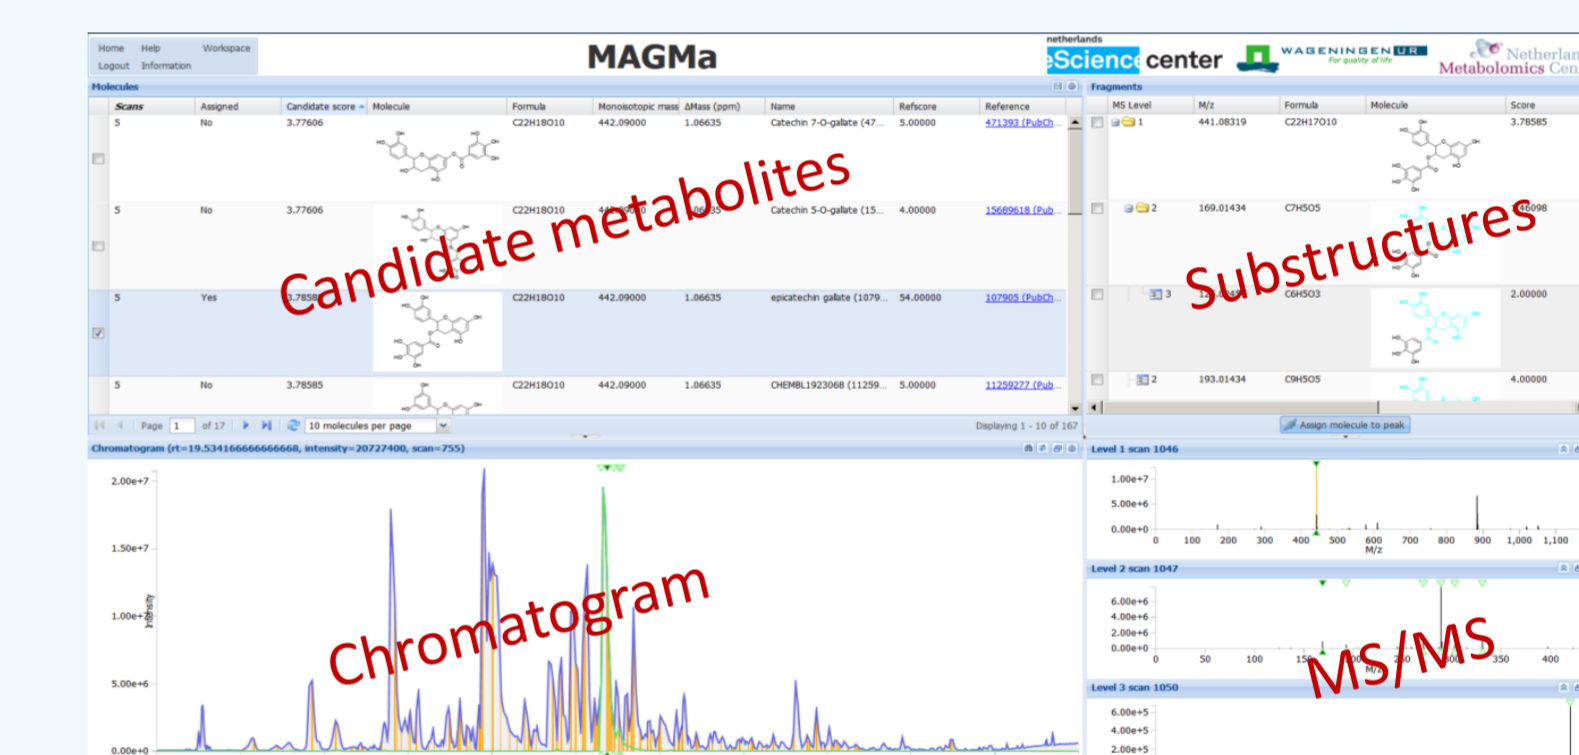 Home Help Workspace
Logout Information
MAGMa
netherlands
eScience center
WAGENINGEN UR
For quality of life
Netherlan
Metabolomics Cen
Molecules
Scans Assigned Candidate score Molecule Formula Monoisotopic mass ΔMass (ppm) Name Refscore Reference
5 No 3.77606 C22H18O10 442.09000 1.06635 Catechin 7-O-gallate (47... 5.00000 471393 (PubCh...
5 No 3.77606 C22H18O10 Catechin 5-O-gallate (15... 4.00000 15689618 (Pub...
5 Yes C22H18O10 442.09000 1.06635 epicatechin gallate (1079... 54.00000 107905 (PubCh...
5 No 3.78585 C22H18O10 442.09000 1.06635 CHEMBL1923068 (11259... 5.00000 11259277 (Pub...
Candidate metabolites
Page 1 of 17 10 molecules per page Displaying 1 - 10 of 167
Fragments
MS Level M/z Formula Molecule Score
1 441.08319 C22H17O10 3.78585
2 169.01434 C7H5O5
3 C6H5O3 2.00000
2 193.01434 C9H5O5 4.00000
Substructures
Assign molecule to peak
Chromatogram (rt=19.534166666666668, intensity=20727400, scan=755)
2.00e+7
1.50e+7
1.00e+7
5.00e+6
0.00e+0
Intensity
Chromatogram
Level 1 scan 1046
1.00e+7
5.00e+6
0.00e+0
0 100 200 300 400 500 600 700 800 900 1,000 1,100
M/z
Level 2 scan 1047
6.00e+6
4.00e+6
2.00e+6
0.00e+0
0 50 100 350 400
MS/MS
Level 3 scan 1050
6.00e+5
4.00e+5
2.00e+5